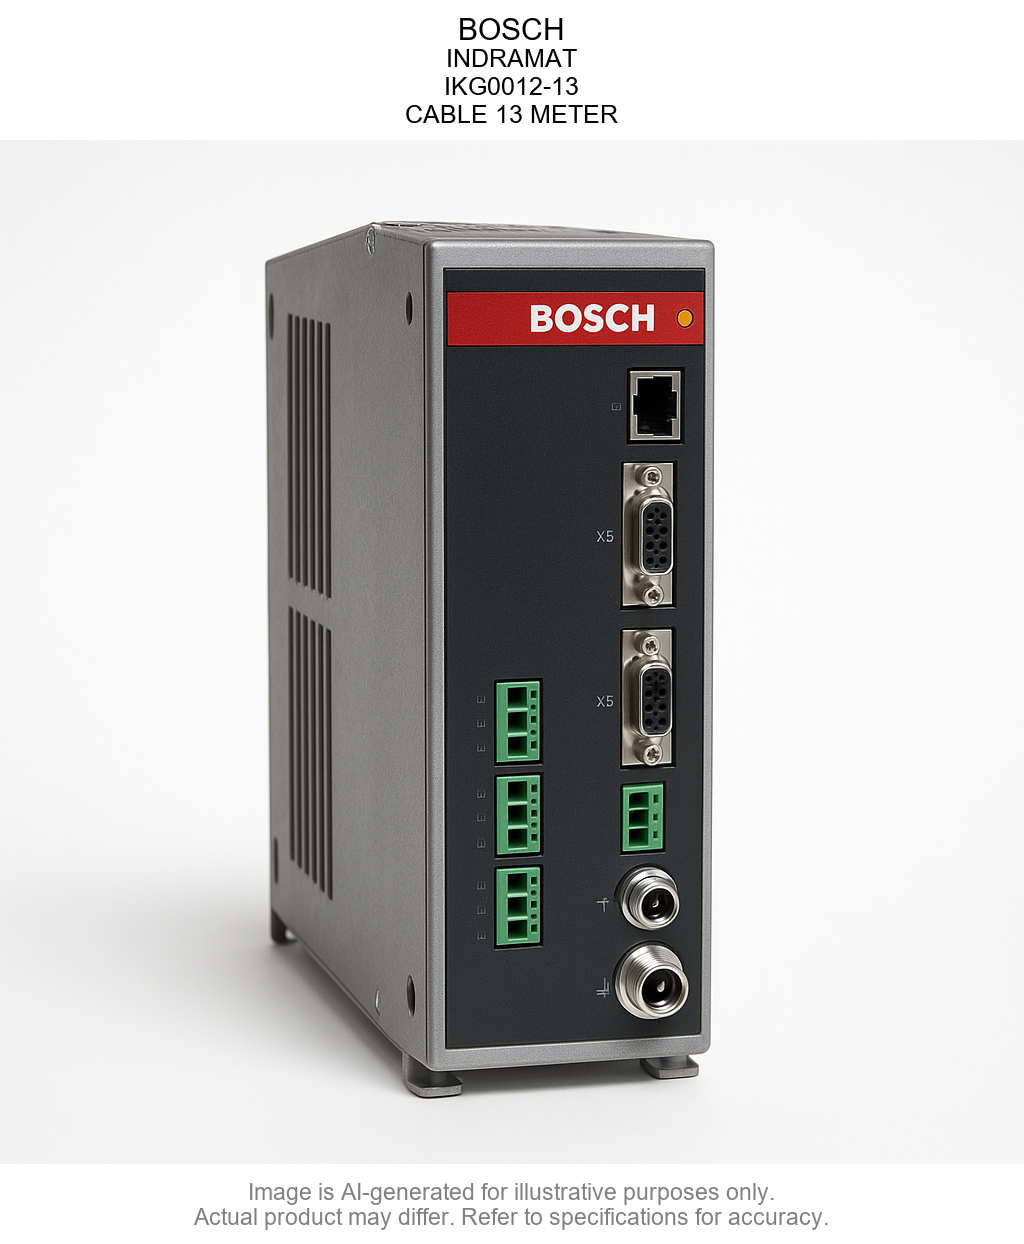 BOSCH
INDRAMAT
IKG0012-13
CABLE 13 METER
BOSCH
X5
X5
Image is AI-generated for illustrative purposes only.
Actual product may differ. Refer to specifications for accuracy.